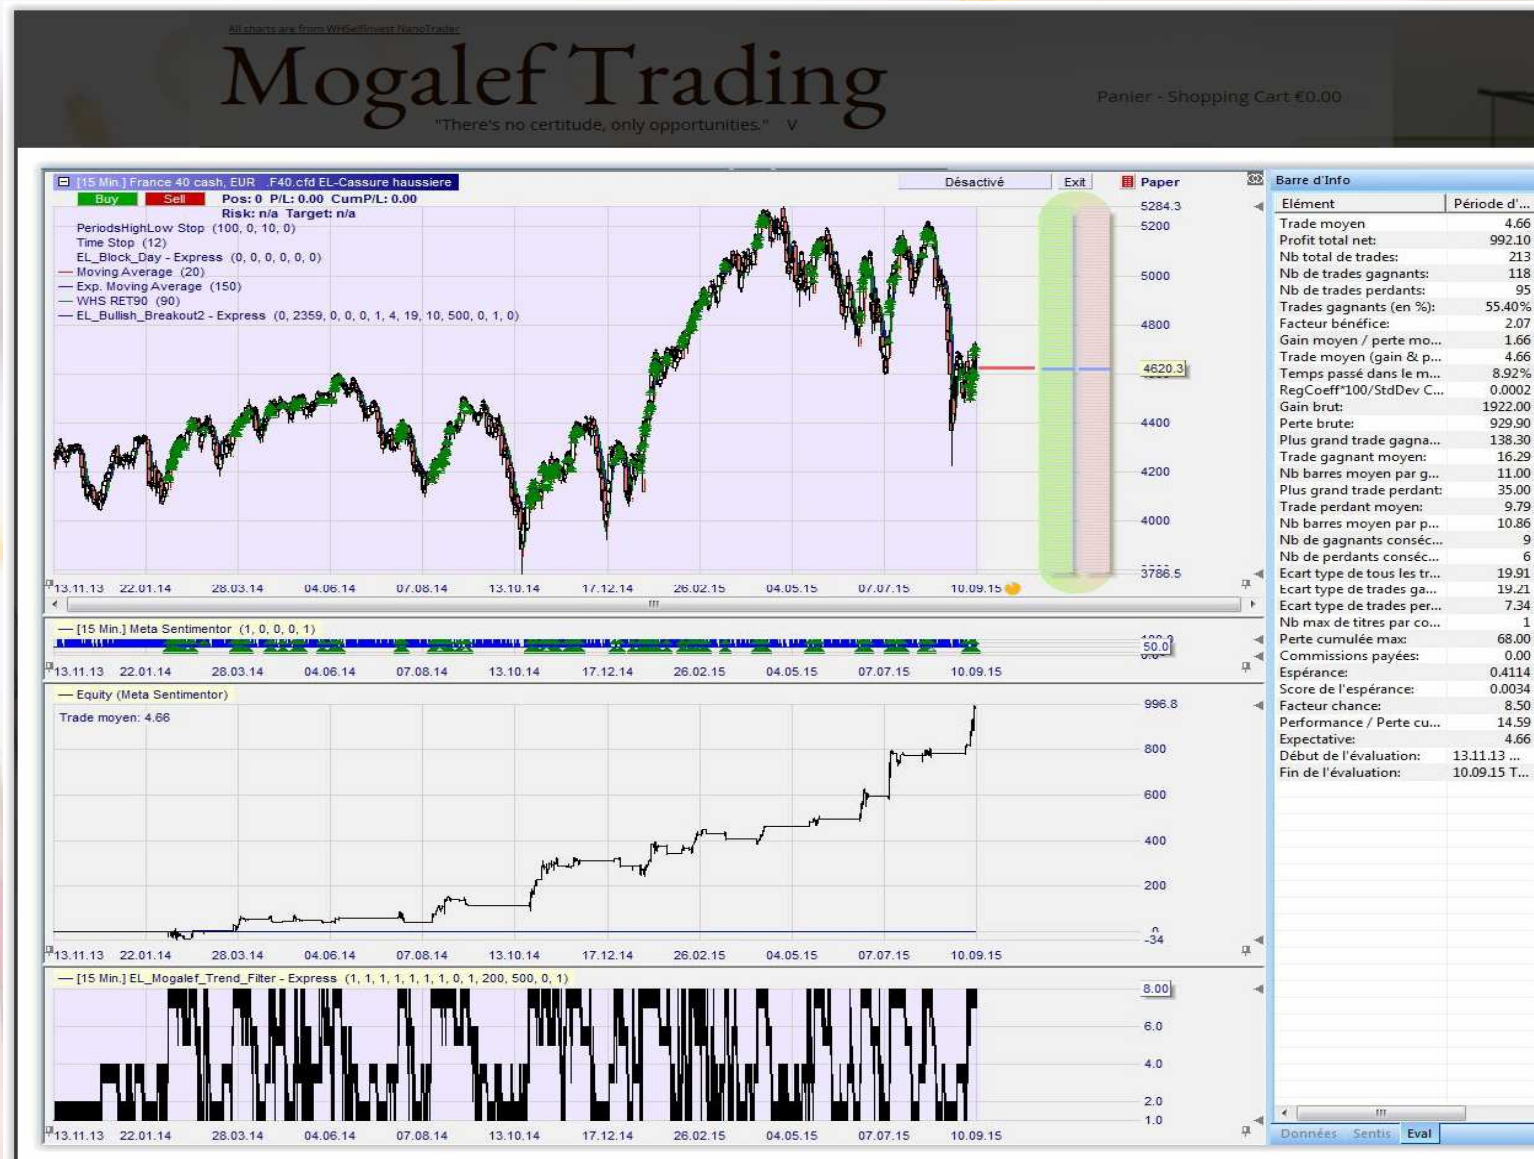 All charts are from WHSelfinvest NanoTrader
Mogalef Trading
"There's no certitude, only opportunities." V
Panier - Shopping Cart €0.00
[15 Min.] France 40 cash, EUR .F40.cfd EL-Cassure haussiere
Désactivé
Exit
Paper
Buy Sell Pos: 0 P/L: 0.00 CumP/L: 0.00
Risk: n/a Target: n/a
PeriodsHighLow Stop (100, 0, 10, 0)
Time Stop (12)
EL_Block_Day - Express (0, 0, 0, 0, 0, 0)
Moving Average (20)
Exp. Moving Average (150)
WHS RET90 (90)
EL_Bullish_Breakout2 - Express (0, 2359, 0, 0, 0, 1, 4, 19, 10, 500, 0, 1, 0)
5284.3
5200
5000
4800
4620.3
4400
4200
4000
3786.5
13.11.13 22.01.14 28.03.14 04.06.14 07.08.14 13.10.14 17.12.14 26.02.15 04.05.15 07.07.15 10.09.15
[15 Min.] Meta Sentimentor (1, 0, 0, 0, 1)
50.0
13.11.13 22.01.14 28.03.14 04.06.14 07.08.14 13.10.14 17.12.14 26.02.15 04.05.15 07.07.15 10.09.15
Equity (Meta Sentimentor)
Trade moyen: 4.66
996.8
800
600
400
200
0
-34
13.11.13 22.01.14 28.03.14 04.06.14 07.08.14 13.10.14 17.12.14 26.02.15 04.05.15 07.07.15 10.09.15
[15 Min.] EL_Mogalef_Trend_Filter - Express (1, 1, 1, 1, 1, 1, 1, 0, 1, 200, 500, 0, 1)
8.00
6.0
4.0
2.0
1.0
13.11.13 22.01.14 28.03.14 04.06.14 07.08.14 13.10.14 17.12.14 26.02.15 04.05.15 07.07.15 10.09.15
Barre d'Info
Elément Période d'...
Trade moyen 4.66
Profit total net: 992.10
Nb total de trades: 213
Nb de trades gagnants: 118
Nb de trades perdants: 95
Trades gagnants (en %): 55.40%
Facteur bénéfice: 2.07
Gain moyen / perte mo... 1.66
Trade moyen (gain & p... 4.66
Temps passé dans le m... 8.92%
RegCoeff*100/StdDev C... 0.0002
Gain brut: 1922.00
Perte brute: 929.90
Plus grand trade gagna... 138.30
Trade gagnant moyen: 16.29
Nb barres moyen par g... 11.00
Plus grand trade perdant: 35.00
Trade perdant moyen: 9.79
Nb barres moyen par p... 10.86
Nb de gagnants conséc... 9
Nb de perdants conséc... 6
Ecart type de tous les tr... 19.91
Ecart type de trades ga... 19.21
Ecart type de trades per... 7.34
Nb max de titres par co... 1
Perte cumulée max: 68.00
Commissions payées: 0.00
Espérance: 0.4114
Score de l'espérance: 0.0034
Facteur chance: 8.50
Performance / Perte cu... 14.59
Expectative: 4.66
Début de l'évaluation: 13.11.13 ...
Fin de l'évaluation: 10.09.15 T...
Données Sentis Eval